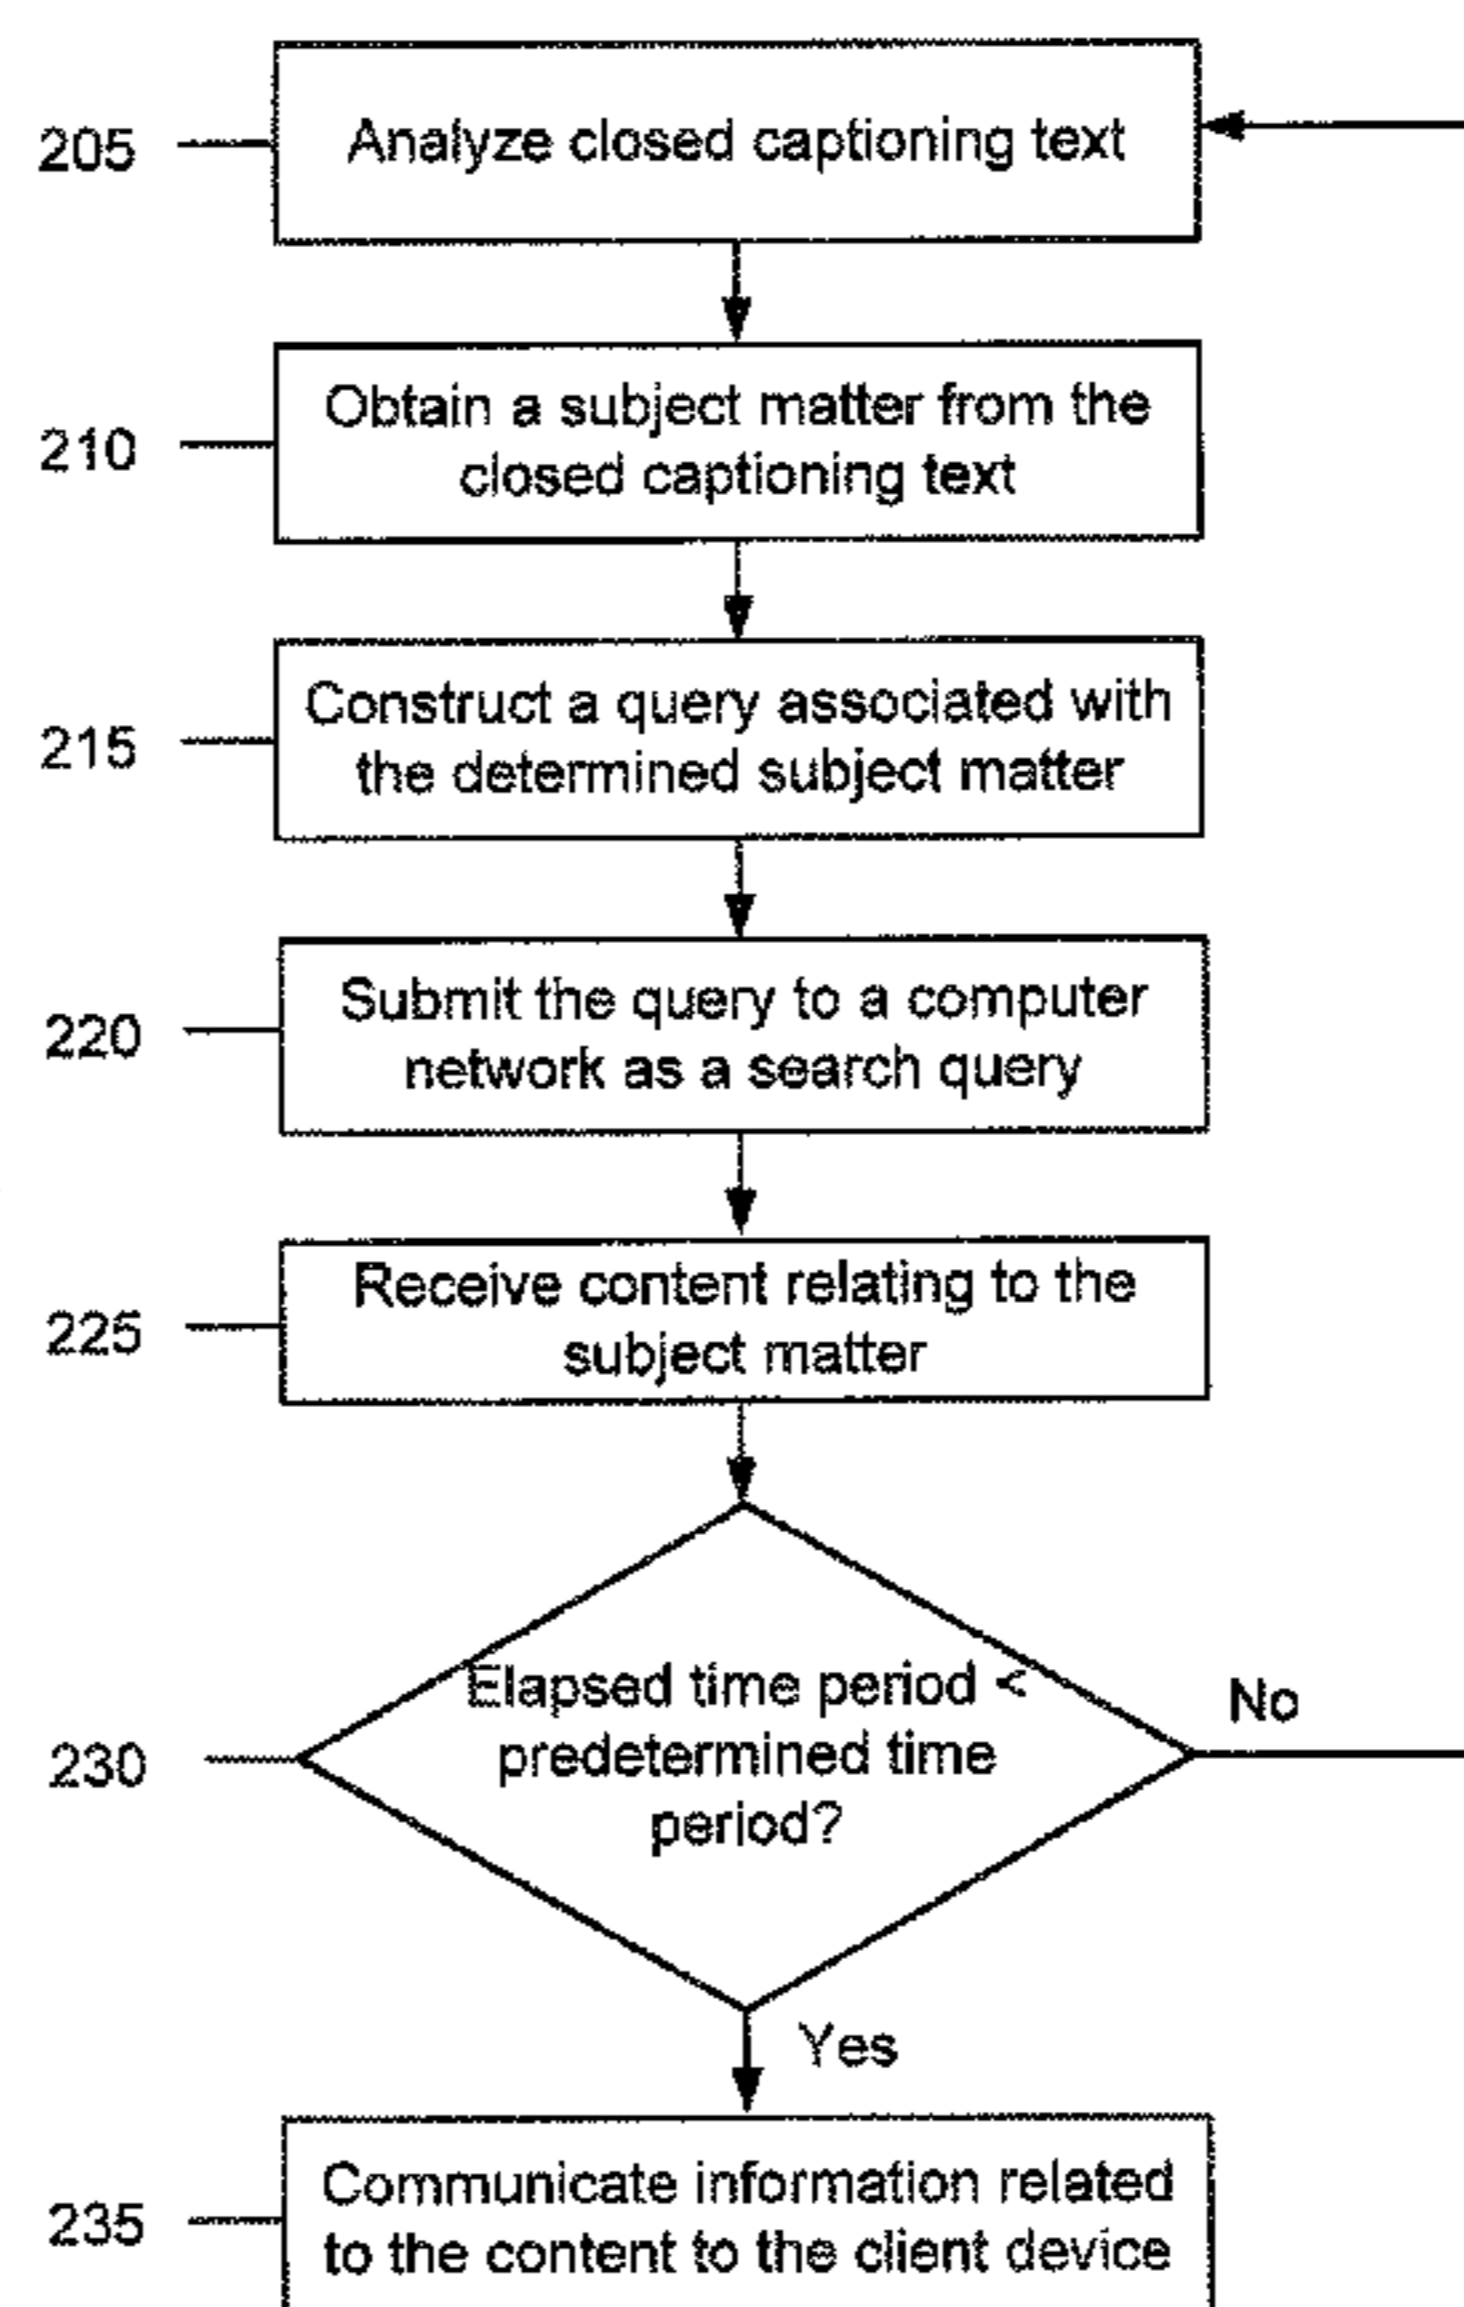 205
Analyze closed captioning text
210
Obtain a subject matter from the
closed captioning text
215
Construct a query associated with
the determined subject matter
220
Submit the query to a computer
network as a search query
225
Receive content relating to the
subject matter
230
Elapsed time period <
predetermined time
period?
No
Yes
235
Communicate information related
to the content to the client device